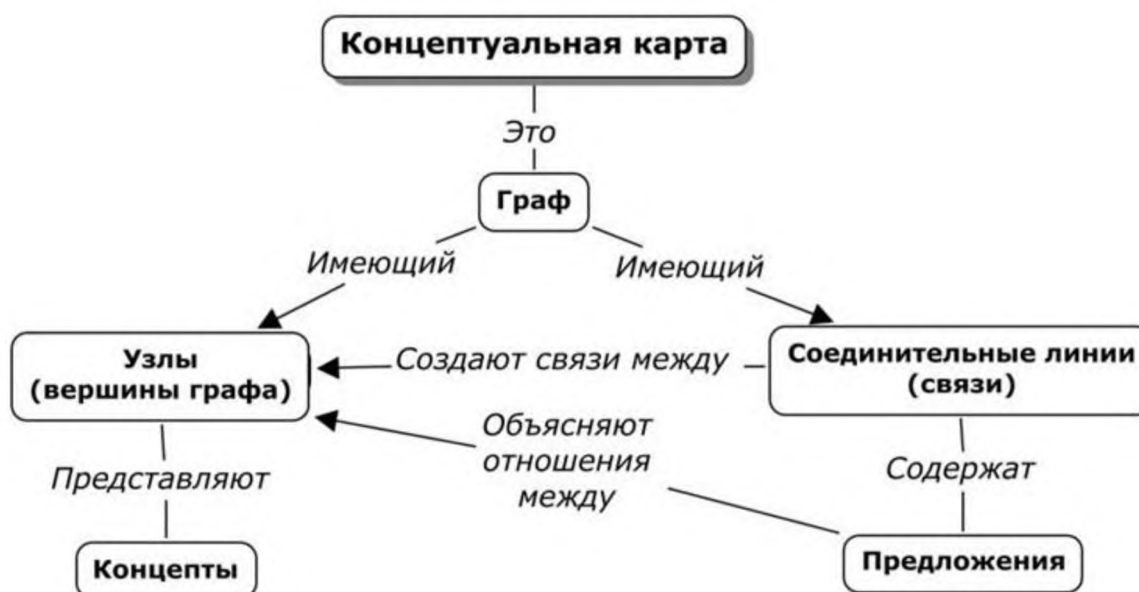 Концептуальная карта
Это
Граф
Имеющий
Имеющий
Узлы
(вершины графа)
Создают связи между
Соединительные линии
(связи)
Объясняют
отношения
между
Представляют
Содержат
Концепты
Предложения